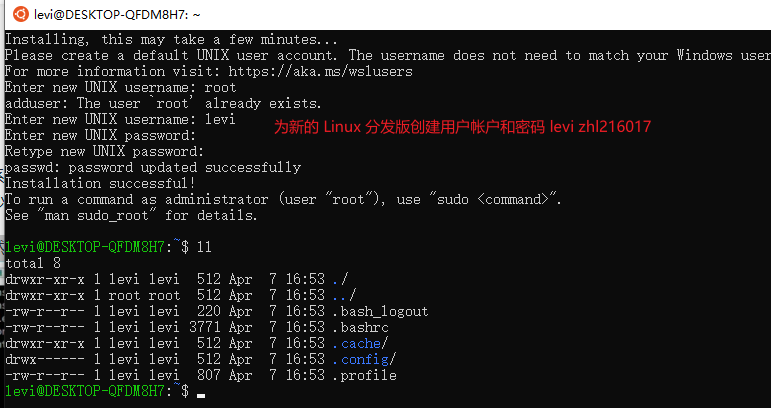 levi@DESKTOP-QFDM8H7: ~
Installing, this may take a few minutes...
Please create a default UNIX user account. The username does not need to match your Windows user
For more information visit: https://aka.ms/wslusers
Enter new UNIX username: root
adduser: The user `root' already exists.
Enter new UNIX username: levi
为新的 Linux 分发版创建用户帐户和密码 levi zhl216017
Enter new UNIX password:
Retype new UNIX password:
passwd: password updated successfully
Installation successful!
To run a command as administrator (user "root"), use "sudo <command>".
See "man sudo_root" for details.
levi@DESKTOP-QFDM8H7:~$ ll
total 8
drwxr-xr-x 1 levi levi  512 Apr  7 16:53 ./
drwxr-xr-x 1 root root  512 Apr  7 16:53 ../
-rw-r--r-- 1 levi levi  220 Apr  7 16:53 .bash_logout
-rw-r--r-- 1 levi levi 3771 Apr  7 16:53 .bashrc
drwxr-xr-x 1 levi levi  512 Apr  7 16:53 .cache/
drwx------ 1 levi levi  512 Apr  7 16:53 .config/
-rw-r--r-- 1 levi levi  807 Apr  7 16:53 .profile
levi@DESKTOP-QFDM8H7:~$